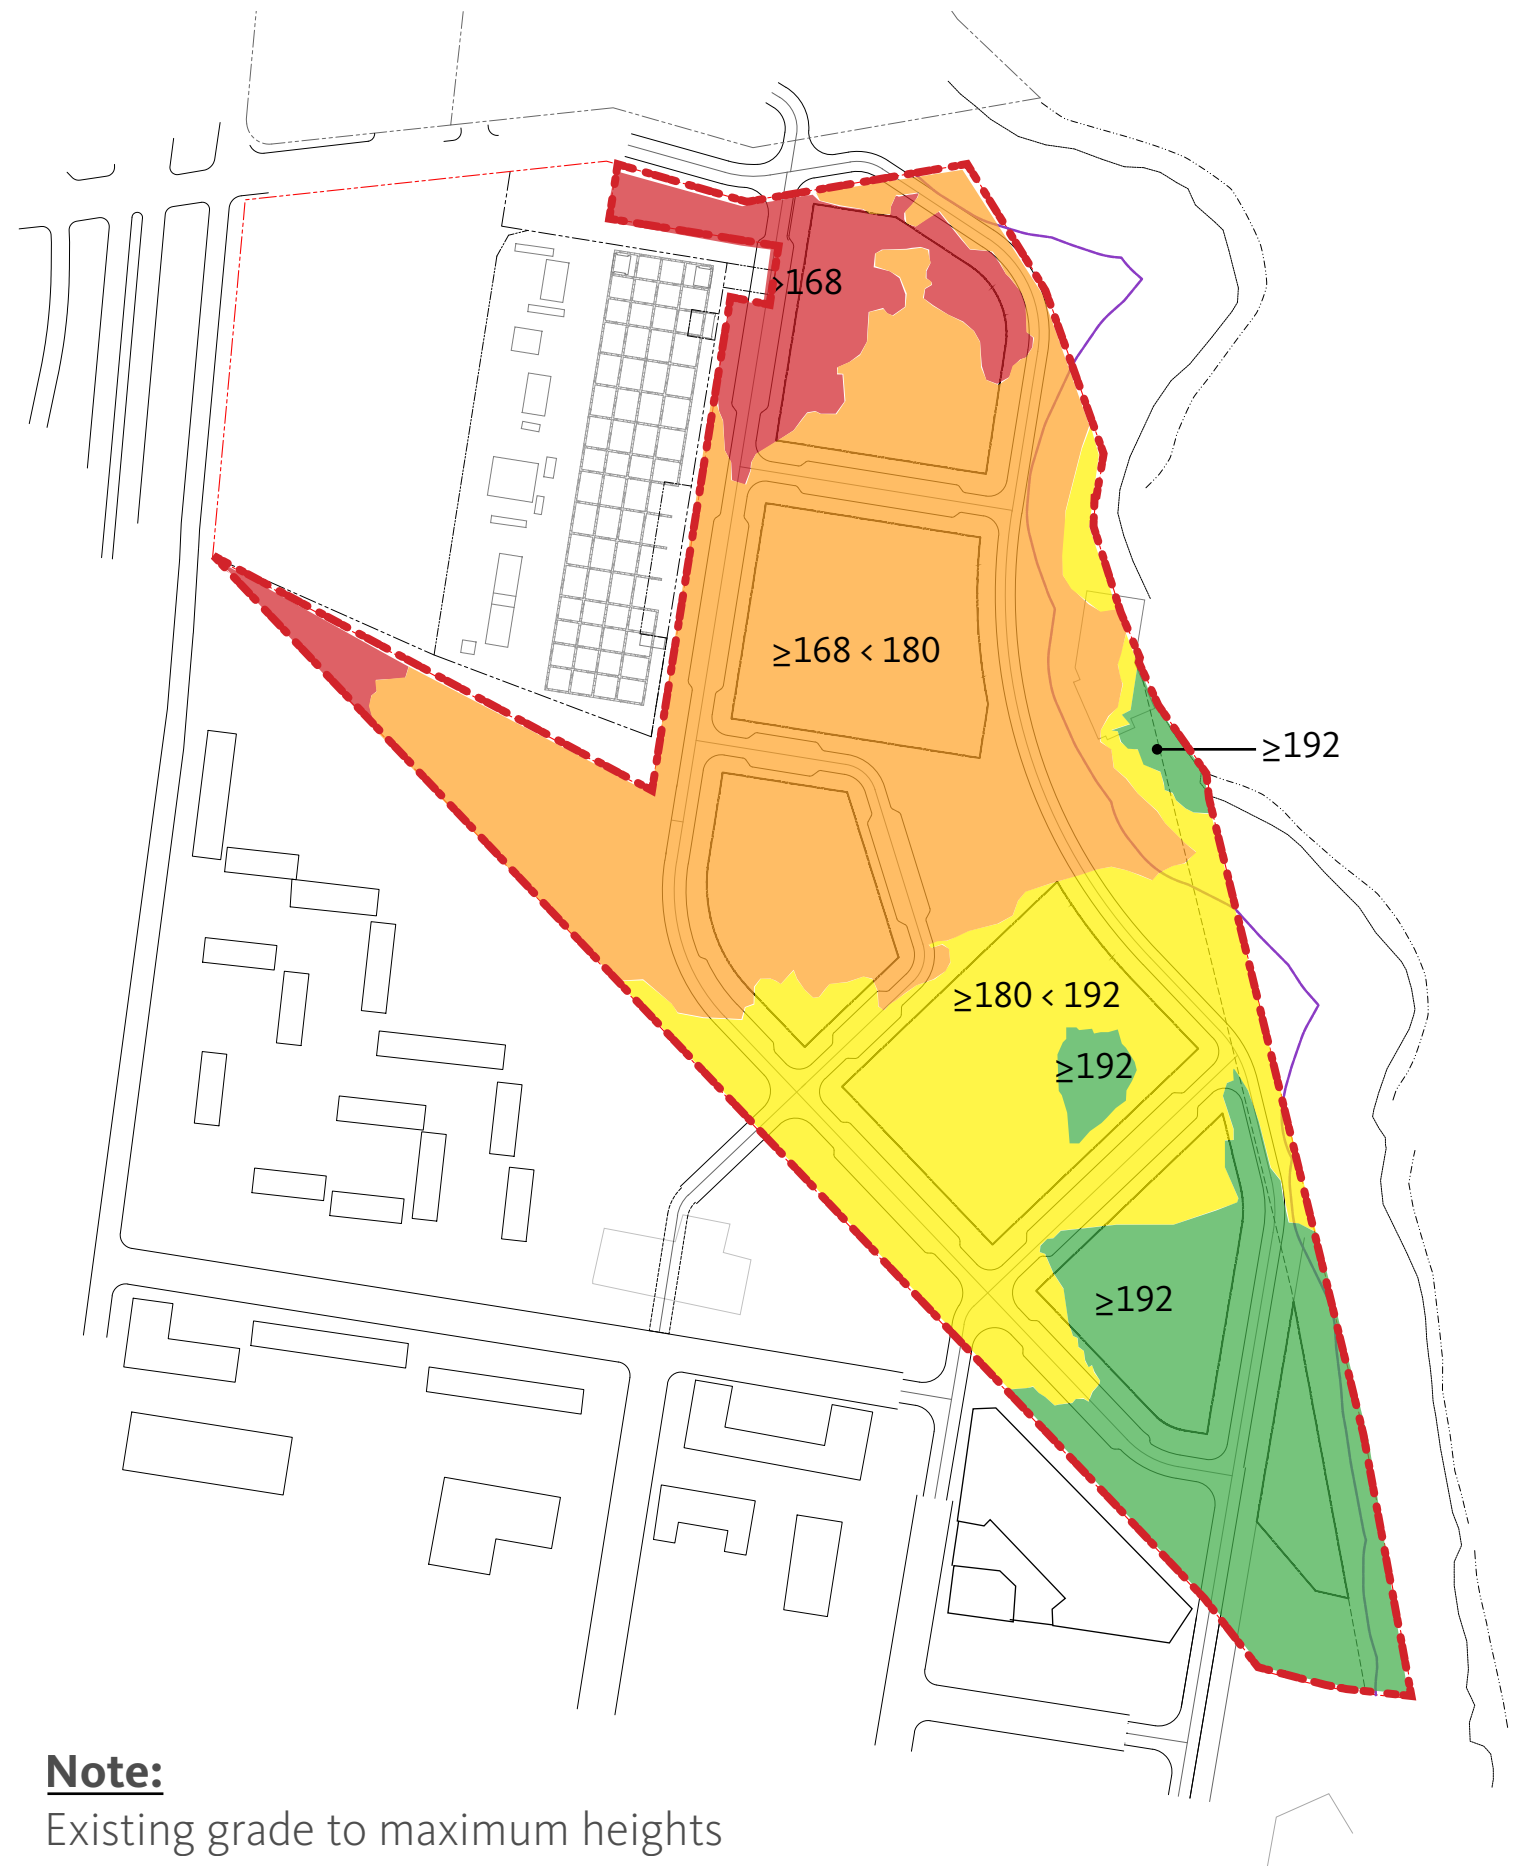 >168
≥168 < 180
≥192
≥180 < 192
≥192
≥192
Note:
Existing grade to maximum heights